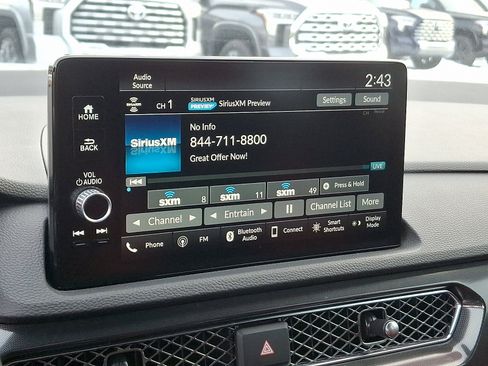 Audio
Source
2:43
HOME
SIRIUSXM
CH 1
SIRIUSXM
PREVIEW
SiriusXM Preview
Settings
Sound
BACK
SiriusXM
No Info
844-711-8800
Great Offer Now!
VOL
AUDIO
LIVE
sxm 8
sxm 11
sxm 49
Press & Hold
Channel
Entrtain
Channel List
More
Phone
FM
Bluetooth
Audio
Connect
Smart
Shortcuts
Display
Mode